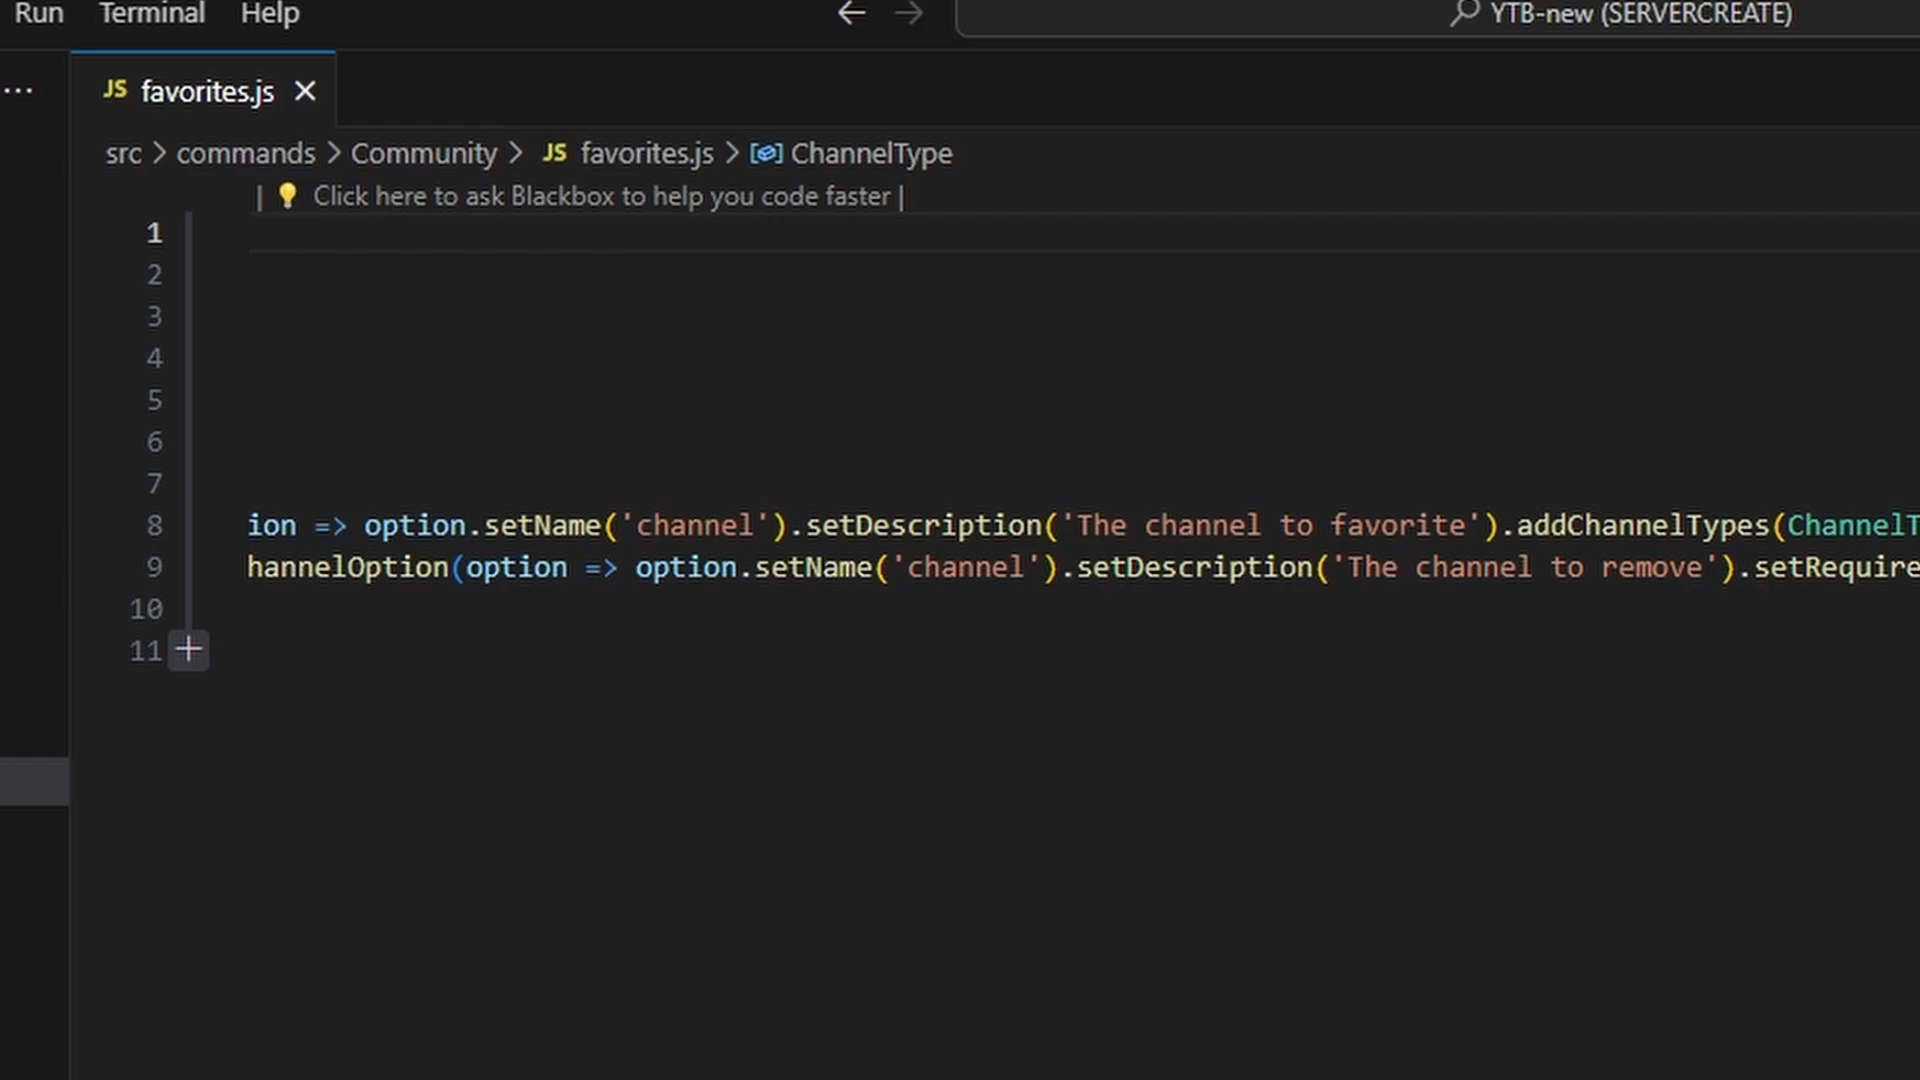 Run Terminal Help
YTB-new (SERVERCREATE)
JS favorites.js
src > commands > Community > JS favorites.js > ChannelType
| Click here to ask Blackbox to help you code faster |
1
2
3
4
5
6
7
8 ion => option.setName('channel').setDescription('The channel to favorite').addChannelTypes(ChannelT
9 hannelOption(option => option.setName('channel').setDescription('The channel to remove').setRequire
10
11